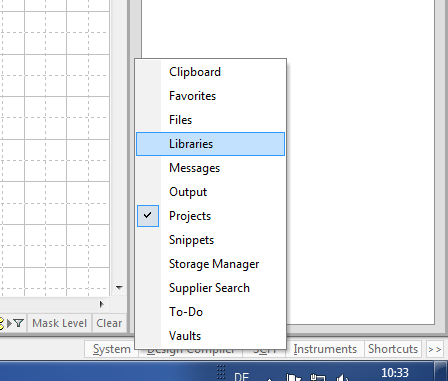 Clipboard
Favorites
Files
Libraries
Messages
Output
Projects
Snippets
Storage Manager
Supplier Search
To-Do
Vaults
Mask Level Clear
System Design Compiler Instruments Shortcuts >>
DE 10:33